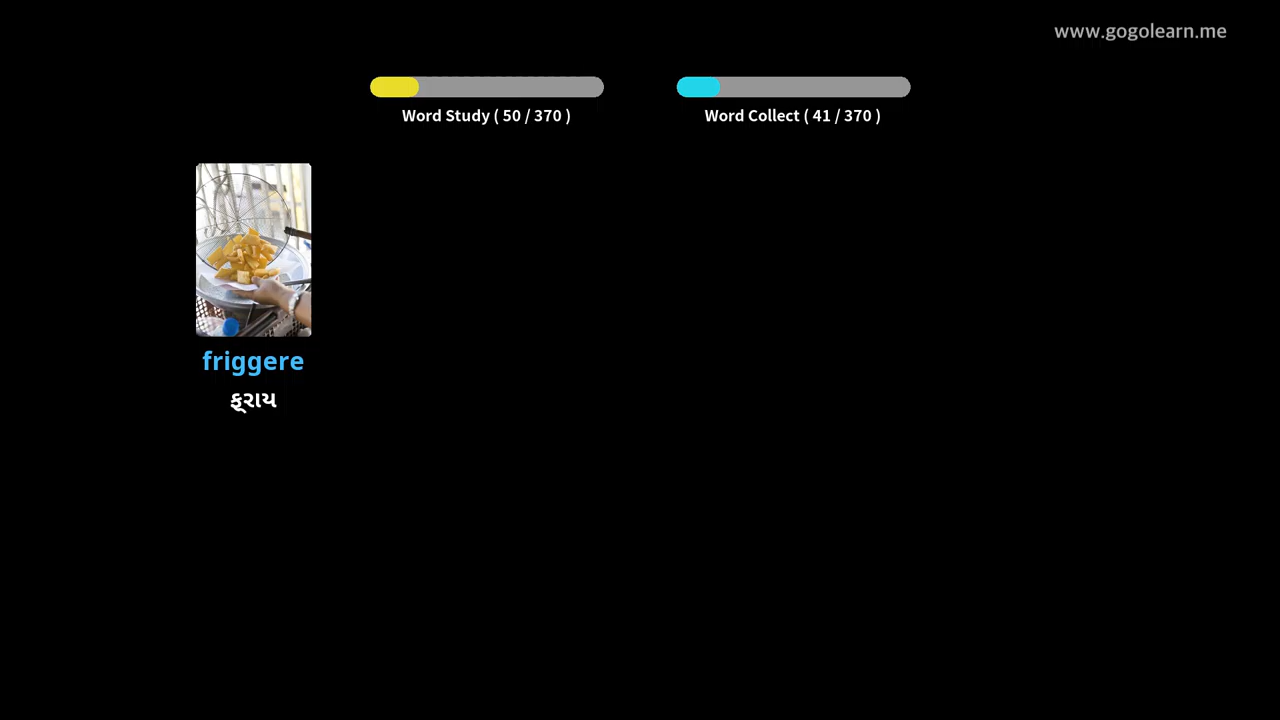 www.gogolearn.me
Word Study ( 50 / 370 )
Word Collect ( 41 / 370 )
friggere
ફ્રાય